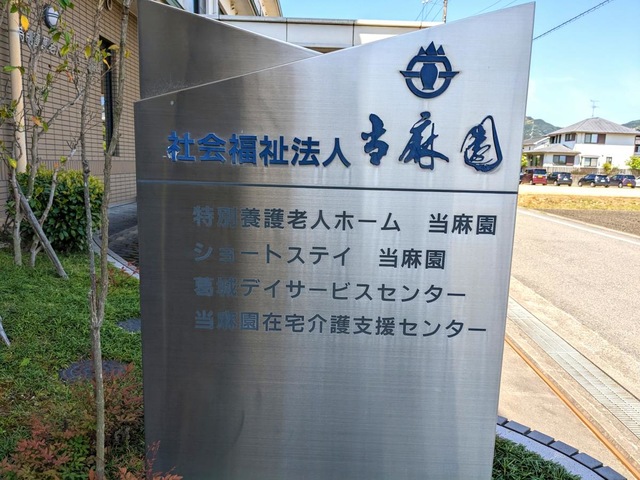 社会福祉法人 当麻園
特別養護老人ホーム 当麻園
ショートステイ 当麻園
葛城デイサービスセンター
当麻園在宅介護支援センター